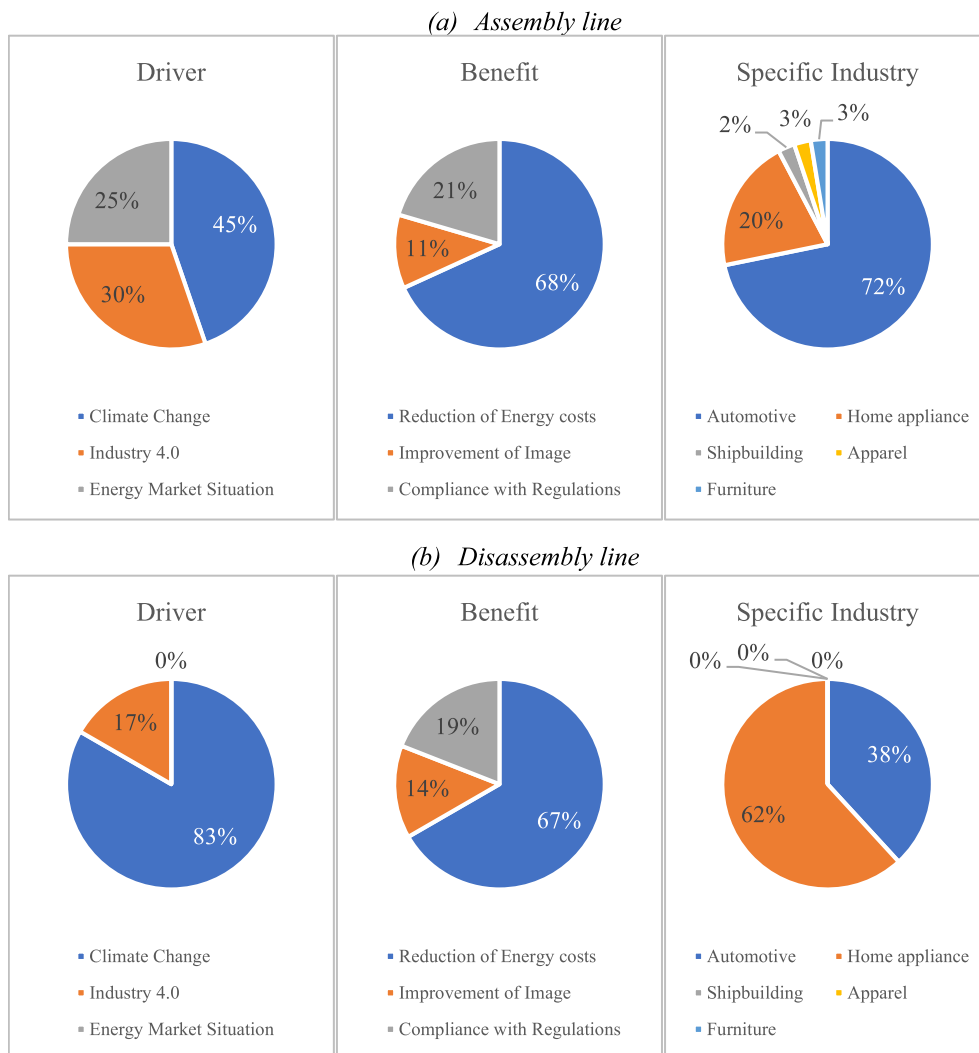 (a) Assembly line
Driver
25%
45%
30%
Climate Change
Industry 4.0
Energy Market Situation
Benefit
21%
11%
68%
Reduction of Energy costs
Improvement of Image
Compliance with Regulations
Specific Industry
2% 3% 3%
20%
72%
Automotive Home appliance
Shipbuilding Apparel
Furniture
(b) Disassembly line
Driver
0%
17%
83%
Climate Change
Industry 4.0
Energy Market Situation
Benefit
19%
14%
67%
Reduction of Energy costs
Improvement of Image
Compliance with Regulations
Specific Industry
0% 0% 0%
38%
62%
Automotive Home appliance
Shipbuilding Apparel
Furniture